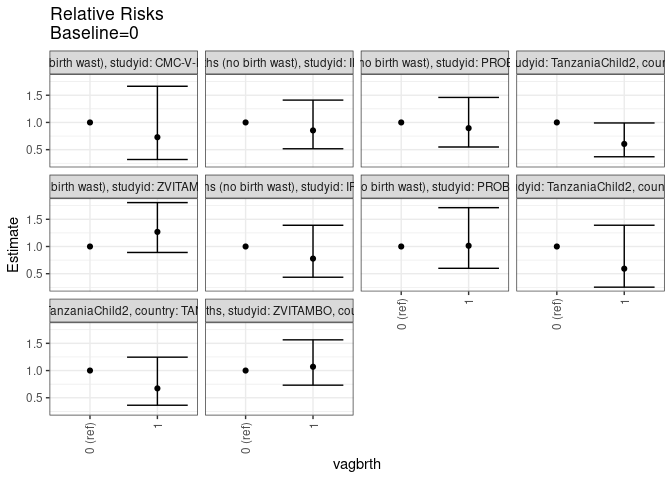 Relative Risks
Baseline=0
birth wast), studyid: CMC-V-
(no birth wast), studyid:
no birth wast), studyid: PROB
udyid: TanzaniaChild2, coun
1.5
1.0
0.5
birth wast), studyid: ZVITAM
(no birth wast), studyid:
o birth wast), studyid: PROB
dyid: TanzaniaChild2, coun
1.5
1.0
0.5
anzaniaChild2, country: TAN
ths, studyid: ZVITAMBO, cou
1.5
1.0
0.5
0 (ref)
1
0 (ref)
1
0 (ref)
1
0 (ref)
1
Estimate
vagbrth